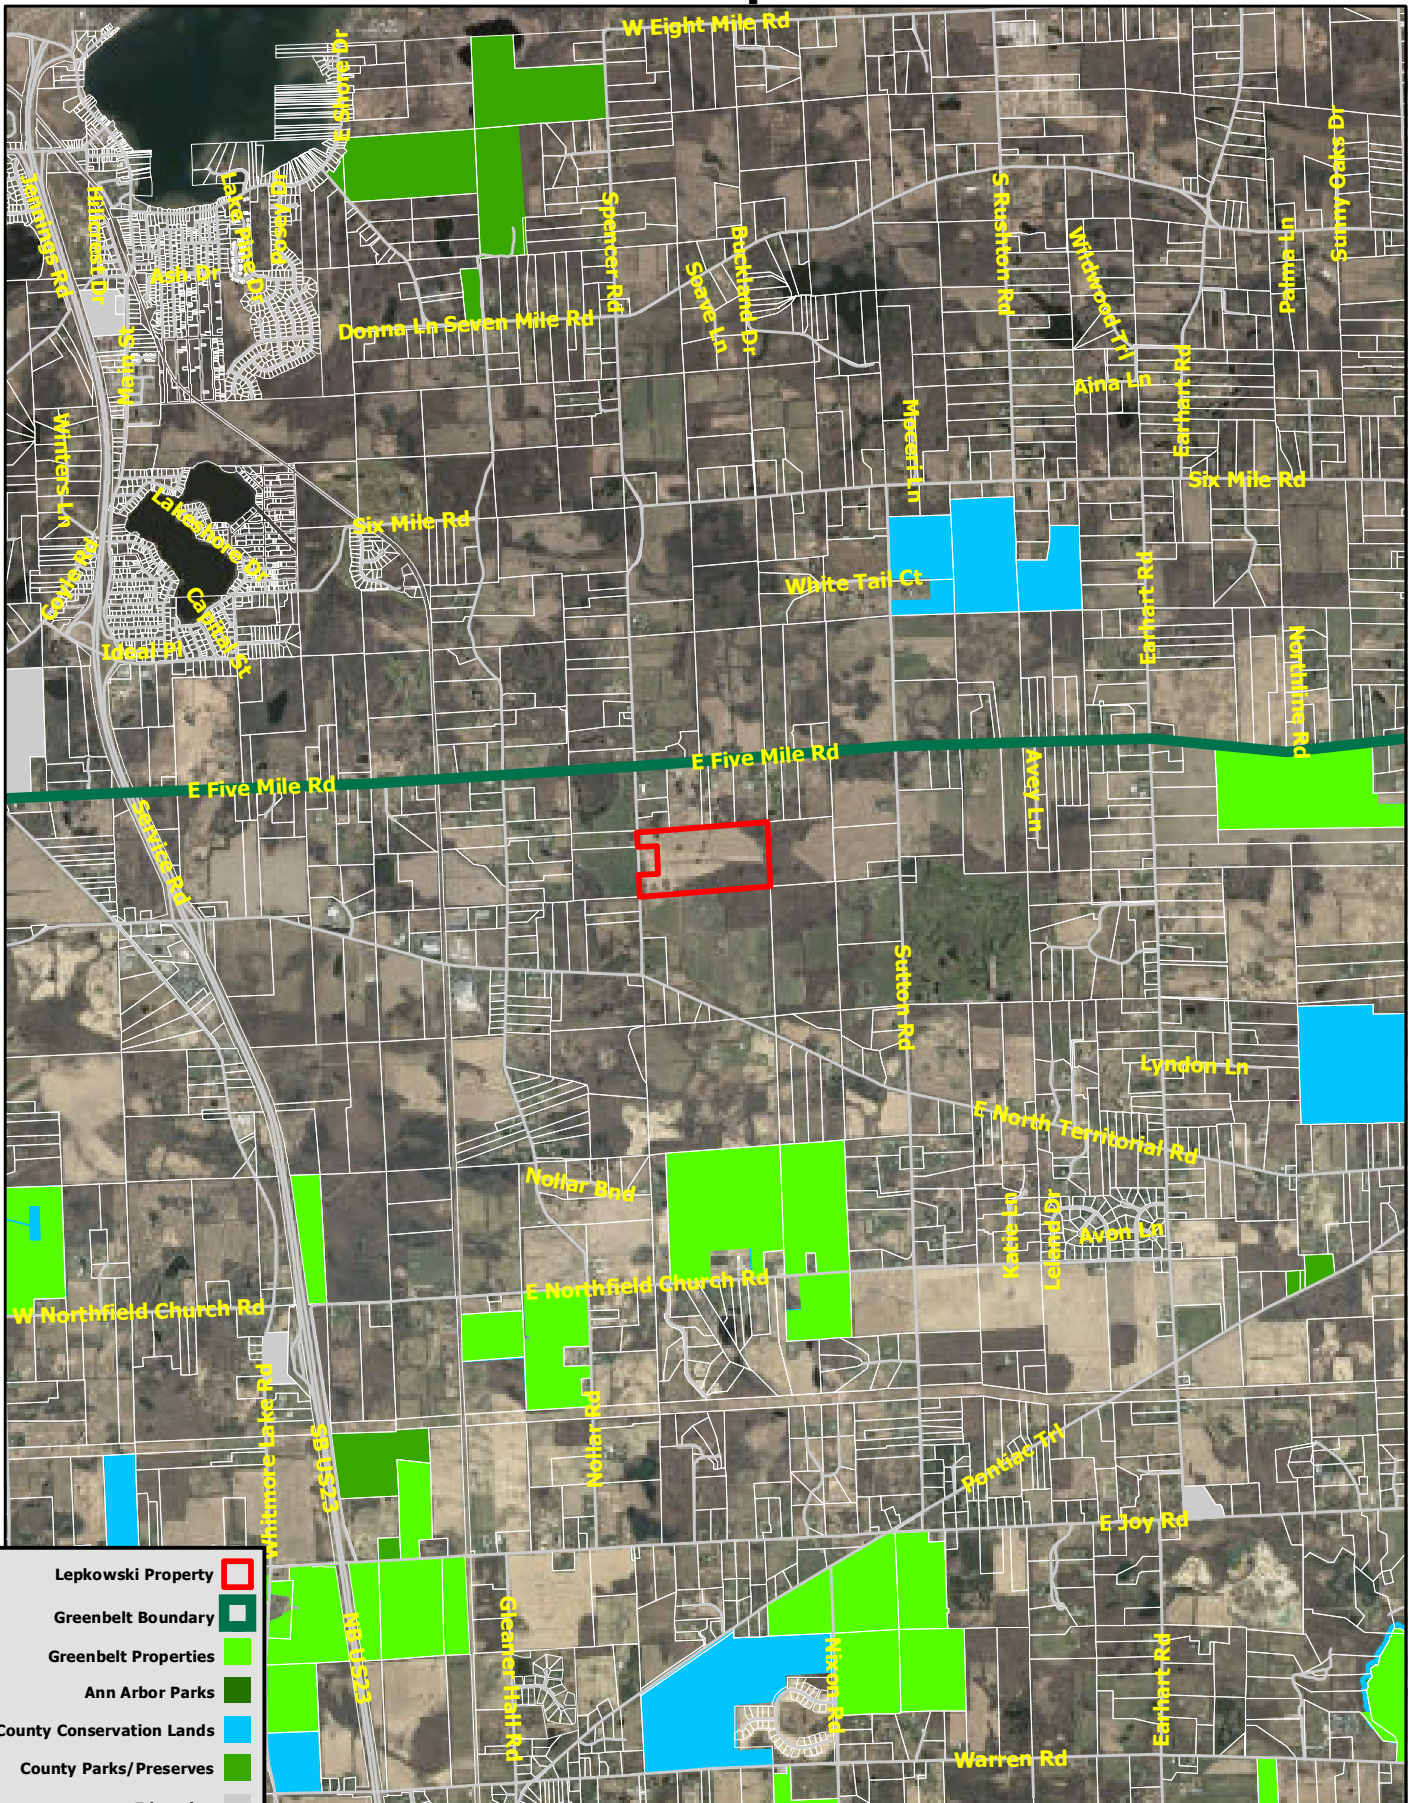 W Eight Mile Rd
E Shore Dr
Sunny Oaks Dr
Jennings Rd
Hillcrest Dr
Lake Pine Dr
Spencer Rd
S Rushton Rd
Palma Ln
Buckland Dr
Wildwood Trl
Ash Dr
Soave Ln
Donna Ln
Seven Mile Rd
Main St
Aina Ln
Earhart Rd
Winters Ln
Moceri Ln
Six Mile Rd
Six Mile Rd
Lakeshore Dr
Coyle Rd
Capital St
White Tail Ct
Earhart Rd
Ideal Pl
Northline Rd
E Five Mile Rd
E Five Mile Rd
Avey Ln
Service Rd
Sutton Rd
Lyndon Ln
E North Territorial Rd
Nollar Bnd
Katie Ln
Leland Dr
Avon Ln
E Northfield Church Rd
W Northfield Church Rd
Whitmore Lake Rd
SB US23
Nollar Rd
Pontiac Trl
E Joy Rd
Lepkowski Property
Greenbelt Boundary
Greenbelt Properties
Ann Arbor Parks
County Conservation Lands
County Parks/Preserves
NB US23
Gleaner Hall Rd
Nixon Rd
Earhart Rd
Warren Rd